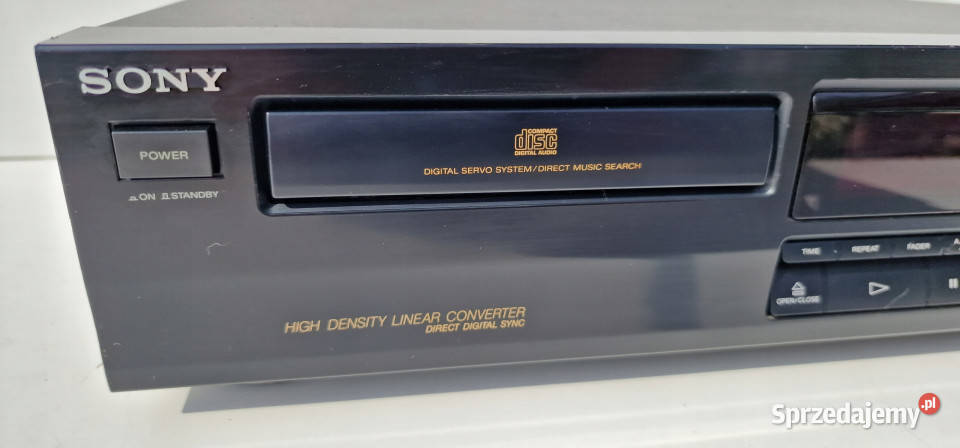 SONY
POWER
ON STANDBY
COMPACT
disc
DIGITAL AUDIO
DIGITAL SERVO SYSTEM/DIRECT MUSIC SEARCH
TIME REPEAT FADER
OPEN/CLOSE
HIGH DENSITY LINEAR CONVERTER
DIRECT DIGITAL SYNC
Sprzedajemy.pl